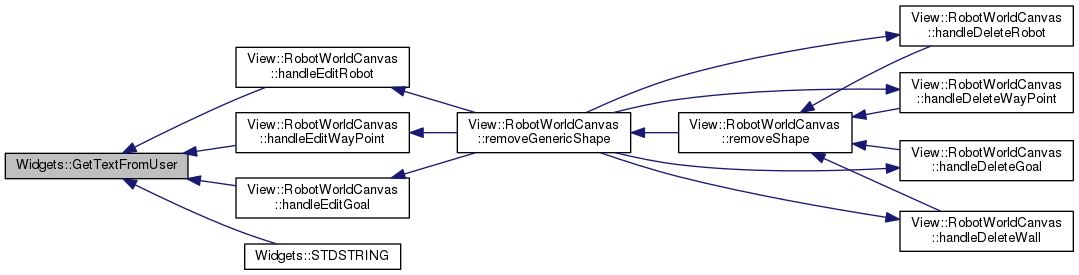 Widgets::GetTextFromUser
View::RobotWorldCanvas
::handleEditRobot
View::RobotWorldCanvas
::handleEditWayPoint
View::RobotWorldCanvas
::handleEditGoal
Widgets::STDSTRING
View::RobotWorldCanvas
::removeGenericShape
View::RobotWorldCanvas
::removeShape
View::RobotWorldCanvas
::handleDeleteRobot
View::RobotWorldCanvas
::handleDeleteWayPoint
View::RobotWorldCanvas
::handleDeleteGoal
View::RobotWorldCanvas
::handleDeleteWall